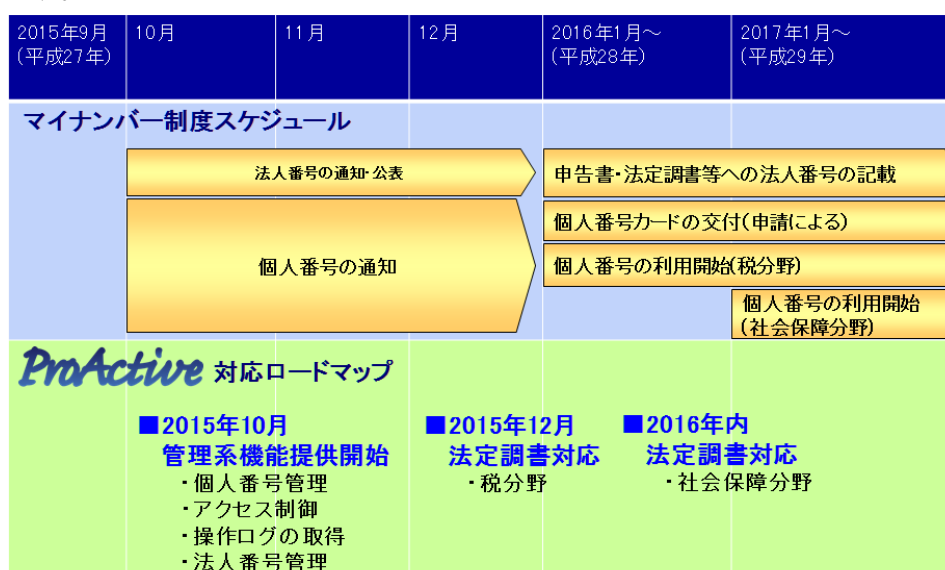 2015年9月
(平成27年)
10月
11月
12月
2016年1月～
(平成28年)
2017年1月～
(平成29年)
マイナンバー制度スケジュール
法人番号の通知・公表
申告書・法定調書等への法人番号の記載
個人番号の通知
個人番号カードの交付(申請による)
個人番号の利用開始(税分野)
個人番号の利用開始
(社会保障分野)
ProActive 対応ロードマップ
■2015年10月
管理系機能提供開始
・個人番号管理
・アクセス制御
・操作ログの取得
・法人番号管理
■2015年12月
法定調書対応
・税分野
■2016年内
法定調書対応
・社会保障分野